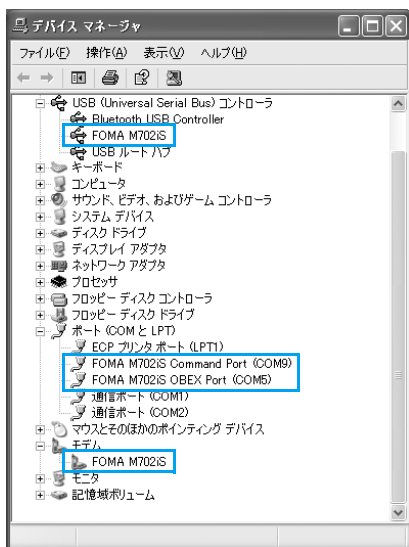 デバイス マネージャ
ファイル(F) 操作(A) 表示(V) ヘルプ(H)
USB (Universal Serial Bus) コントローラ
Bluetooth USB Controller
FOMA M702iS
USB ルート ハブ
キーボード
コンピュータ
サウンド、ビデオ、およびゲーム コントローラ
システム デバイス
ディスク ドライブ
ディスプレイ アダプタ
ネットワーク アダプタ
プロセッサ
フロッピー ディスク コントローラ
フロッピー ディスク ドライブ
ポート (COM と LPT)
ECP プリンタ ポート (LPT1)
FOMA M702iS Command Port (COM9)
FOMA M702iS OBEX Port (COM5)
通信ポート (COM1)
通信ポート (COM2)
マウスとそのほかのポインティング デバイス
モデム
FOMA M702iS
モニタ
記憶域ボリューム